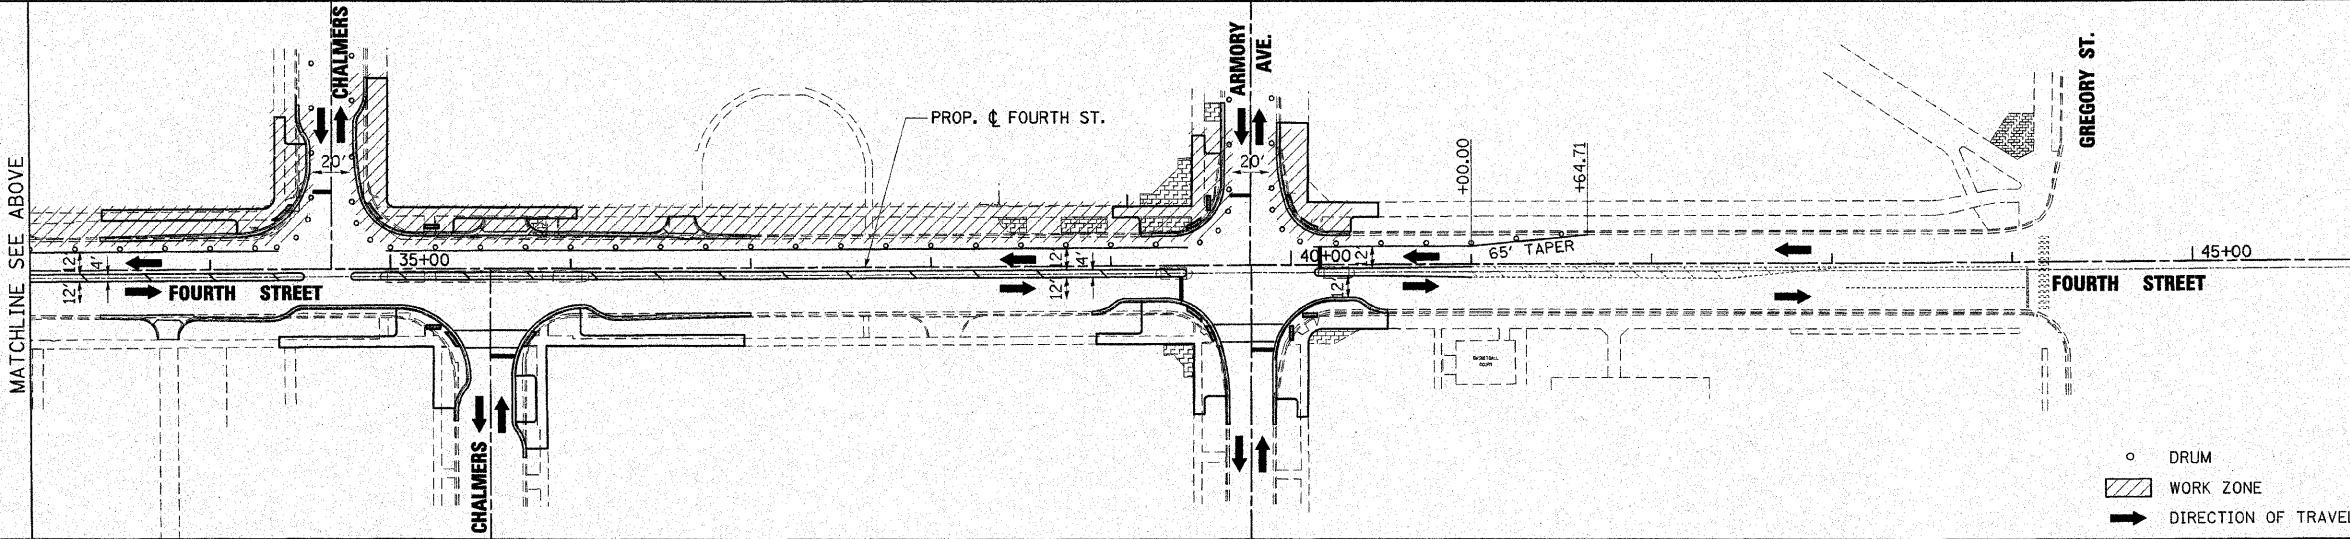 MATCHLINE SEE ABOVE
CHALMERS
20'
PROP. ℄ FOURTH ST.
ARMORY
AVE.
20'
+00.00
+64.71
GREGORY ST.
12'
4'
12'
35+00
12'
4'
12'
40+00
12'
12'
65' TAPER
45+00
FOURTH STREET
FOURTH STREET
CHALMERS
BASKETBALL
COURT
DRUM
WORK ZONE
DIRECTION OF TRAVEL